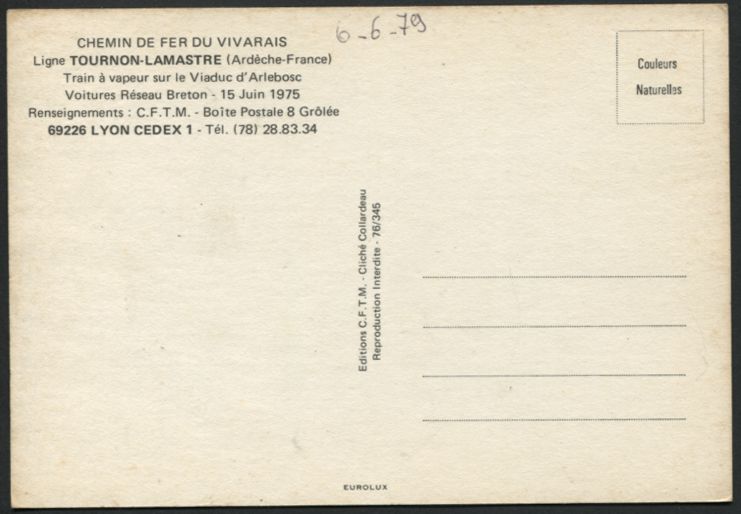 6-6-79
CHEMIN DE FER DU VIVARAIS
Ligne TOURNON-LAMASTRE (Ardèche-France)
Train à vapeur sur le Viaduc d'Arlebosc
Voitures Réseau Breton - 15 Juin 1975
Renseignements : C.F.T.M. - Boîte Postale 8 Grôlée
69226 LYON CEDEX 1 - Tél. (78) 28.83.34
Couleurs
Naturelles
Editions C.F.T.M. - Cliché Collardeau
Reproduction Interdite - 76/345
EUROLUX